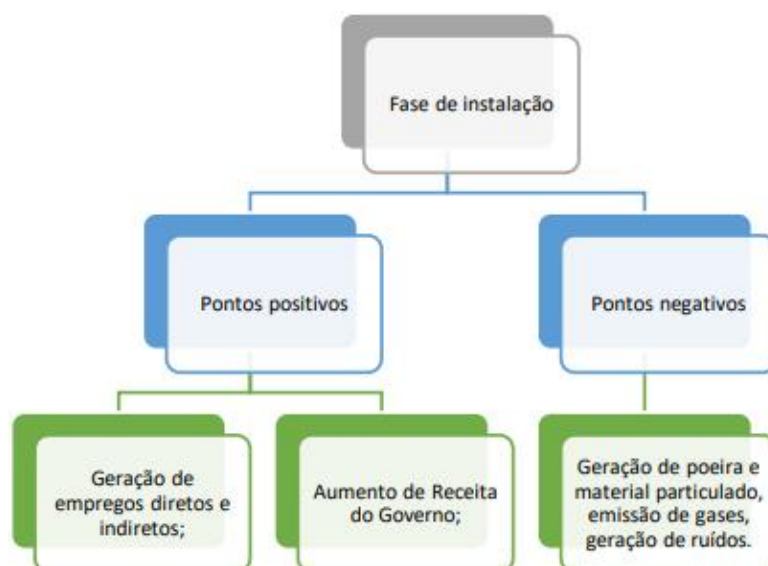 Fase de instalação
Pontos positivos
Pontos negativos
Geração de
empregos diretos e
indiretos;
Aumento de Receita
do Governo;
Geração de poeira e
material particulado,
emissão de gases,
geração de ruídos.